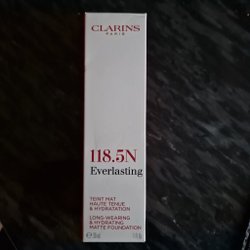 CLARINS
PARIS
118.5N
Everlasting
TEINT MAT
HAUTE TENUE
& HYDRATATION
LONG-WEARING
& HYDRATING
MATTE FOUNDATION